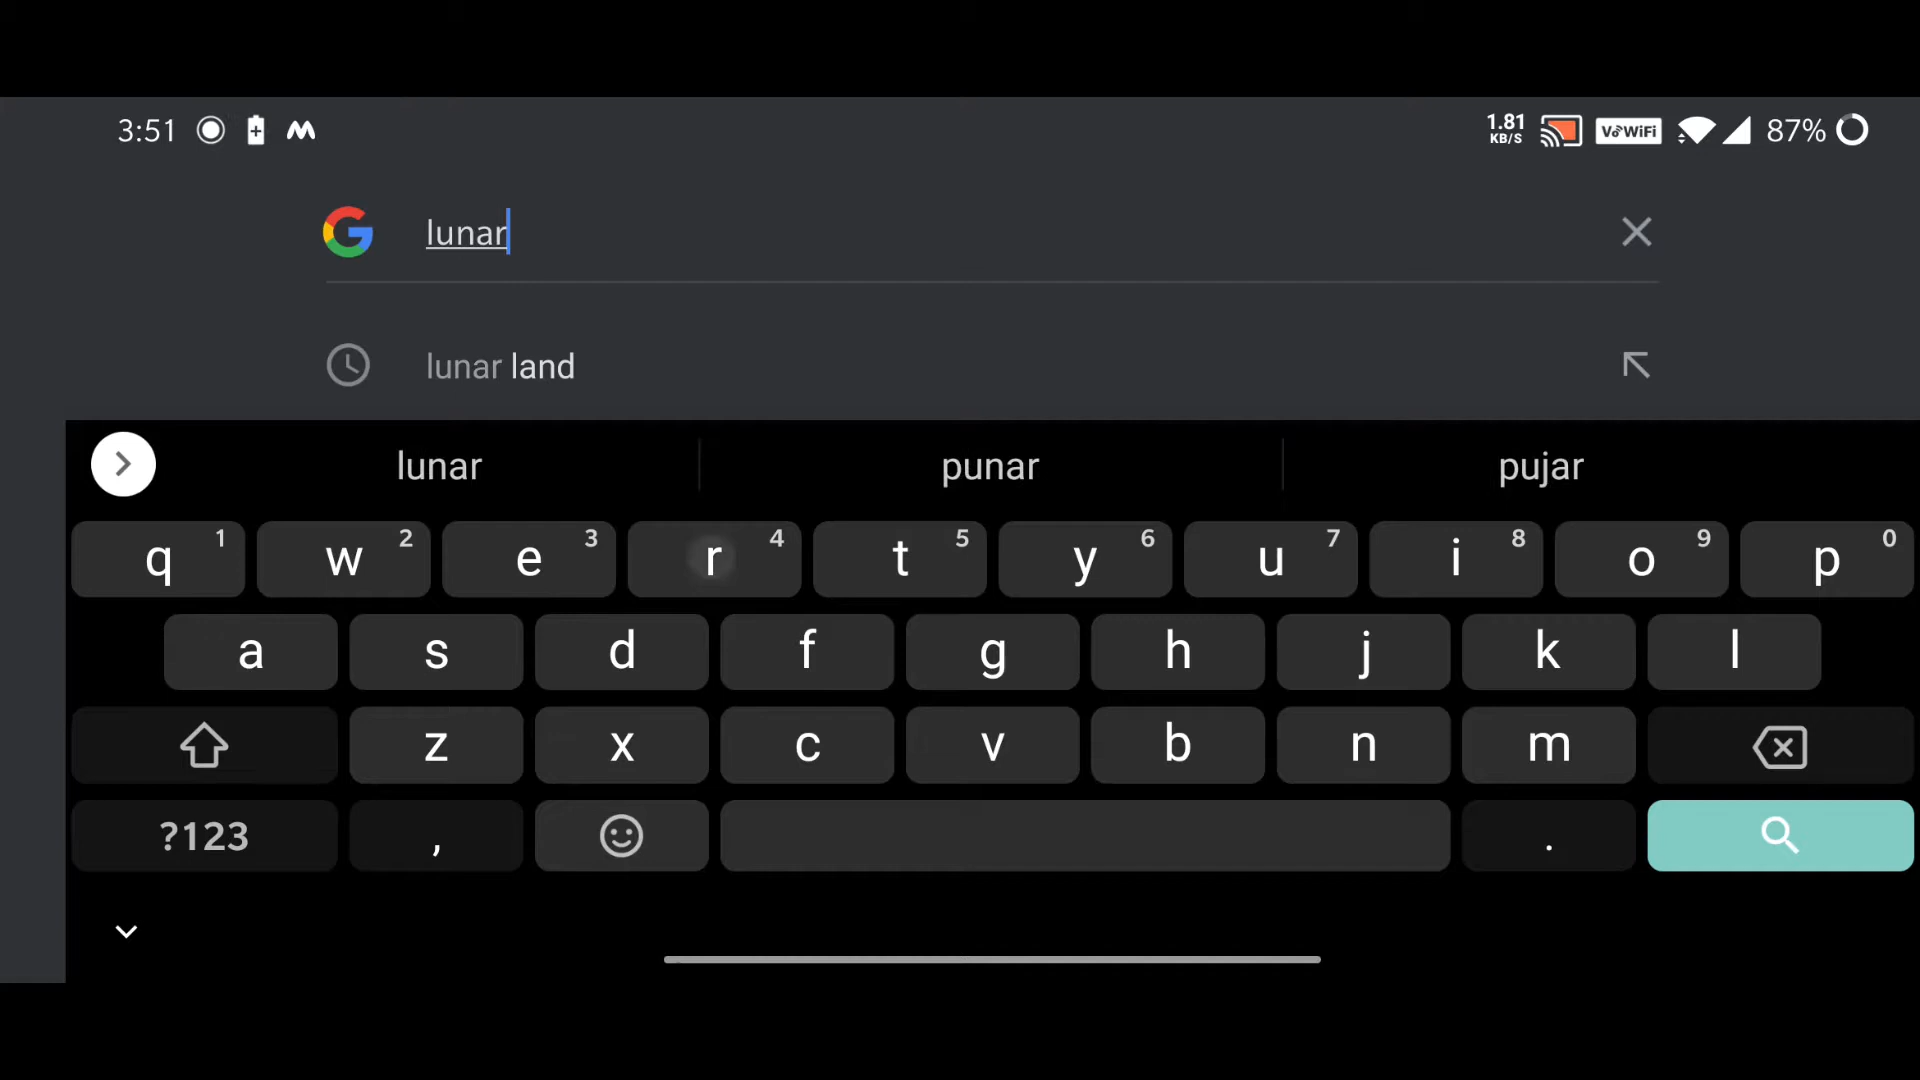 3:51 1.81 KB/S VoWiFi 87%
lunar
lunar land
lunar punar pujar
q 1 w 2 e 3 r 4 t 5 y 6 u 7 i 8 o 9 p 0
a s d f g h j k l
z x c v b n m
?123 , .